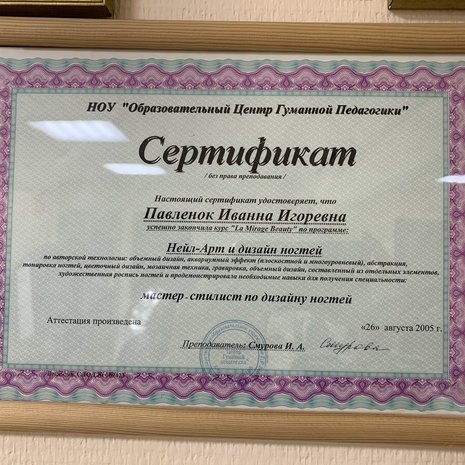 НОУ "Образовательный Центр Гуманной Педагогики"
Сертификат
/ без права преподавания /
Настоящий сертификат удостоверяет, что
Павленок Иванна Игоревна
успешно закончила курс "La Mirage Beauty" по программе:
Нейл-Арт и дизайн ногтей
по авторской технологии: объемный дизайн, аквариумный эффект (плоскостной и многоуровневый), абстракция,
тонировка ногтей, цветочный дизайн, мозаичная техника, гравировка, объемный дизайн, составленный из отдельных элементов,
художественная роспись ногтей и продемонстрировала необходимые навыки для получения специальности:
мастер - стилист по дизайну ногтей
Аттестация произведена «26» августа 2005 г.
Преподаватель: Смурова И. А. Смурова